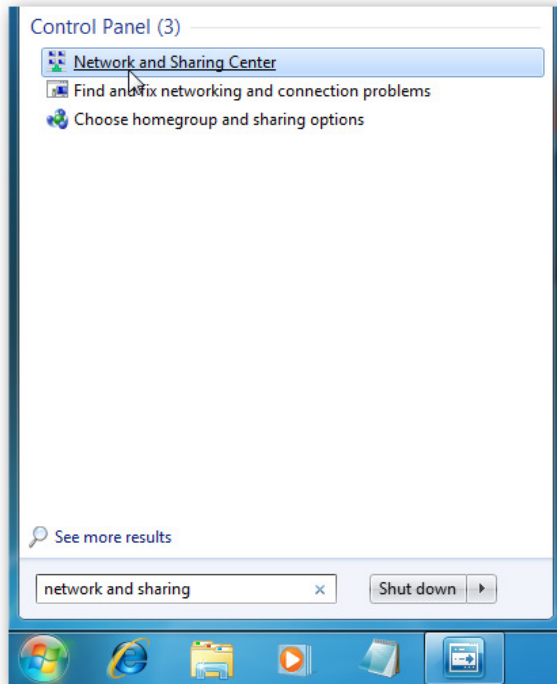 Control Panel (3)
Network and Sharing Center
Find and fix networking and connection problems
Choose homegroup and sharing options
See more results
network and sharing
Shut down